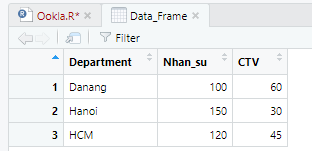 Ookla.R* Data_Frame
Filter
Department Nhan_su CTV
1 Danang 100 60
2 Hanoi 150 30
3 HCM 120 45